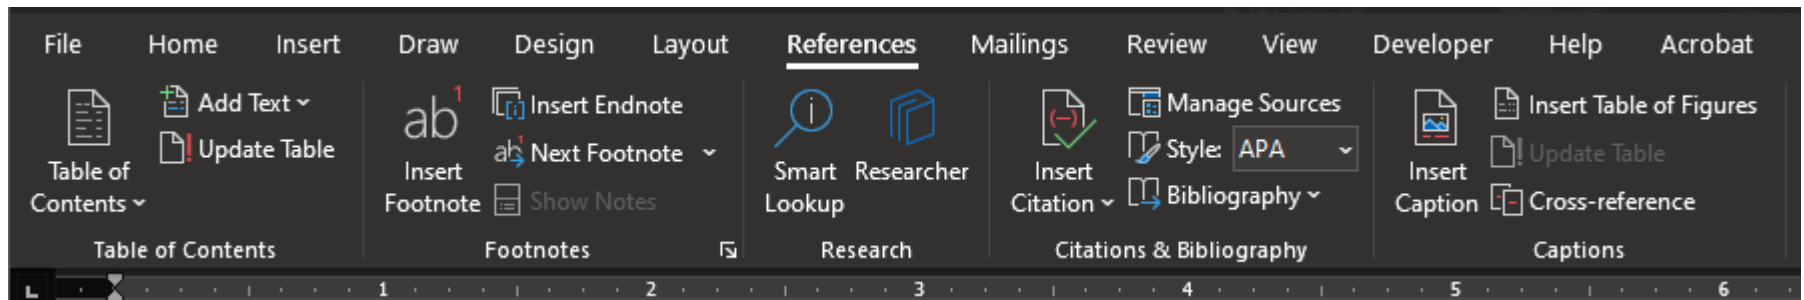 File Home Insert Draw Design Layout References Mailings Review View Developer Help Acrobat
Table of
Contents
Add Text
Update Table
Table of Contents
ab1
Insert
Footnote
Insert Endnote
ab1 Next Footnote
Show Notes
Footnotes
Smart
Lookup
Researcher
Research
Insert
Citation
Manage Sources
Style: APA
Bibliography
Citations & Bibliography
Insert
Caption
Insert Table of Figures
Update Table
Cross-reference
Captions
1 2 3 4 5 6